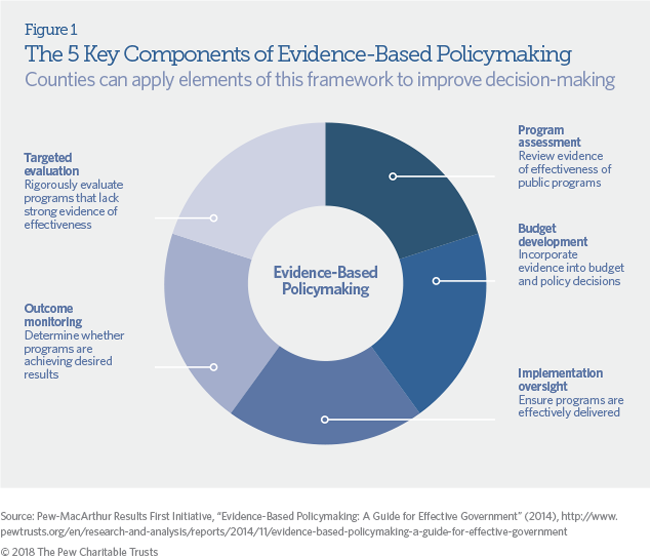 Figure 1
The 5 Key Components of Evidence-Based Policymaking
Counties can apply elements of this framework to improve decision-making
Program
assessment
Review evidence
of effectiveness of
public programs
Budget
development
Incorporate
evidence into budget
and policy decisions
Implementation
oversight
Ensure programs are
effectively delivered
Outcome
monitoring
Determine whether
programs are
achieving desired
results
Targeted
evaluation
Rigorously evaluate
programs that lack
strong evidence of
effectiveness
Evidence-Based
Policymaking
Source: Pew-MacArthur Results First Initiative, “Evidence-Based Policymaking: A Guide for Effective Government” (2014), http://www.
pewtrusts.org/en/research-and-analysis/reports/2014/11/evidence-based-policymaking-a-guide-for-effective-government
© 2018 The Pew Charitable Trusts